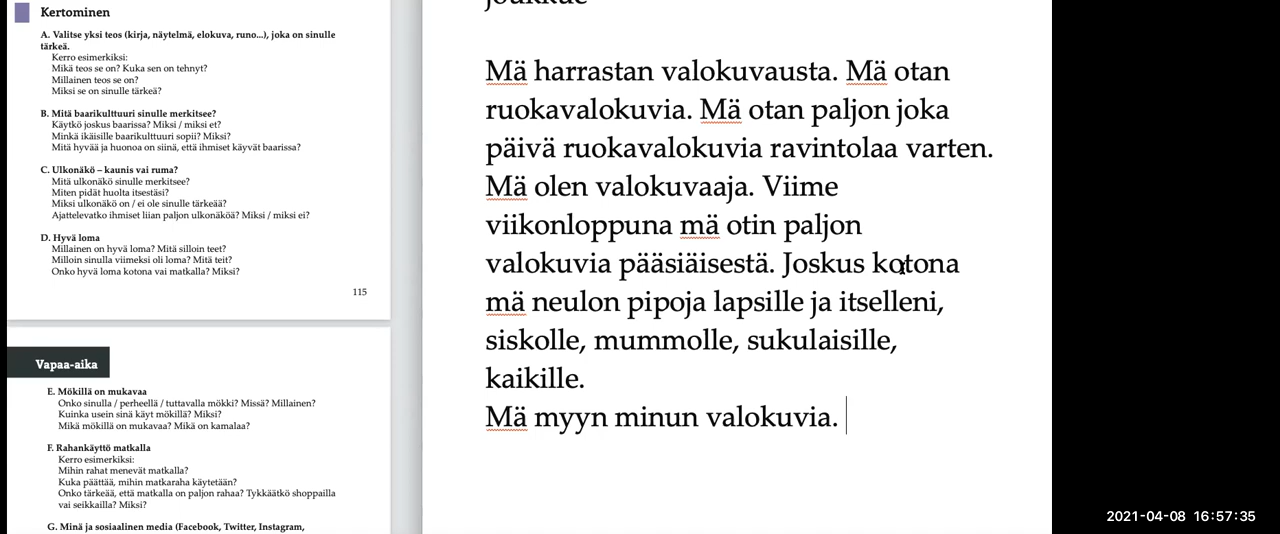 Kertominen
A. Valitse yksi teos (kirja, näytelmä, elokuva, runo...), joka on sinulle
tärkeä.
Kerro esimerkiksi:
Mikä teos se on? Kuka sen on tehnyt?
Millainen teos se on?
Miksi se on sinulle tärkeä?
B. Mitä baarikulttuuri sinulle merkitsee?
Käytkö joskus baarissa? Miksi / miksi et?
Minkä ikäisille baarikulttuuri sopii? Miksi?
Mitä hyvää ja huonoa on siinä, että ihmiset käyvät baarissa?
C. Ulkonäkö – kaunis vai ruma?
Mitä ulkonäkö sinulle merkitsee?
Miten pidät huolta itsestäsi?
Miksi ulkonäkö on / ei ole sinulle tärkeää?
Ajattelevatko ihmiset liian paljon ulkonäköä? Miksi / miksi ei?
D. Hyvä loma
Millainen on hyvä loma? Mitä silloin teet?
Milloin sinulla viimeksi oli loma? Mitä teit?
Onko hyvä loma kotona vai matkalla? Miksi?
115
Vapaa-aika
E. Mökillä on mukavaa
Onko sinulla / perheellä / tuttavalla mökki? Missä? Millainen?
Kuinka usein sinä käyt mökillä? Miksi?
Mikä mökillä on mukavaa? Mikä on kamalaa?
F. Rahankäyttö matkalla
Kerro esimerkiksi:
Mihin rahat menevät matkalla?
Kuka päättää, mihin matkaraha käytetään?
Onko tärkeää, että matkalla on paljon rahaa? Tykkäätkö shoppailla
vai seikkailla? Miksi?
G. Minä ja sosiaalinen media (Facebook, Twitter, Instagram,
joukkue
Mä harrastan valokuvausta. Mä otan
ruokavalokuvia. Mä otan paljon joka
päivä ruokavalokuvia ravintolaa varten.
Mä olen valokuvaaja. Viime
viikonloppuna mä otin paljon
valokuvia pääsiäisestä. Joskus kotona
mä neulon pipoja lapsille ja itselleni,
siskolle, mummolle, sukulaisille,
kaikille.
Mä myyn minun valokuvia.
2021-04-08 16:57:35